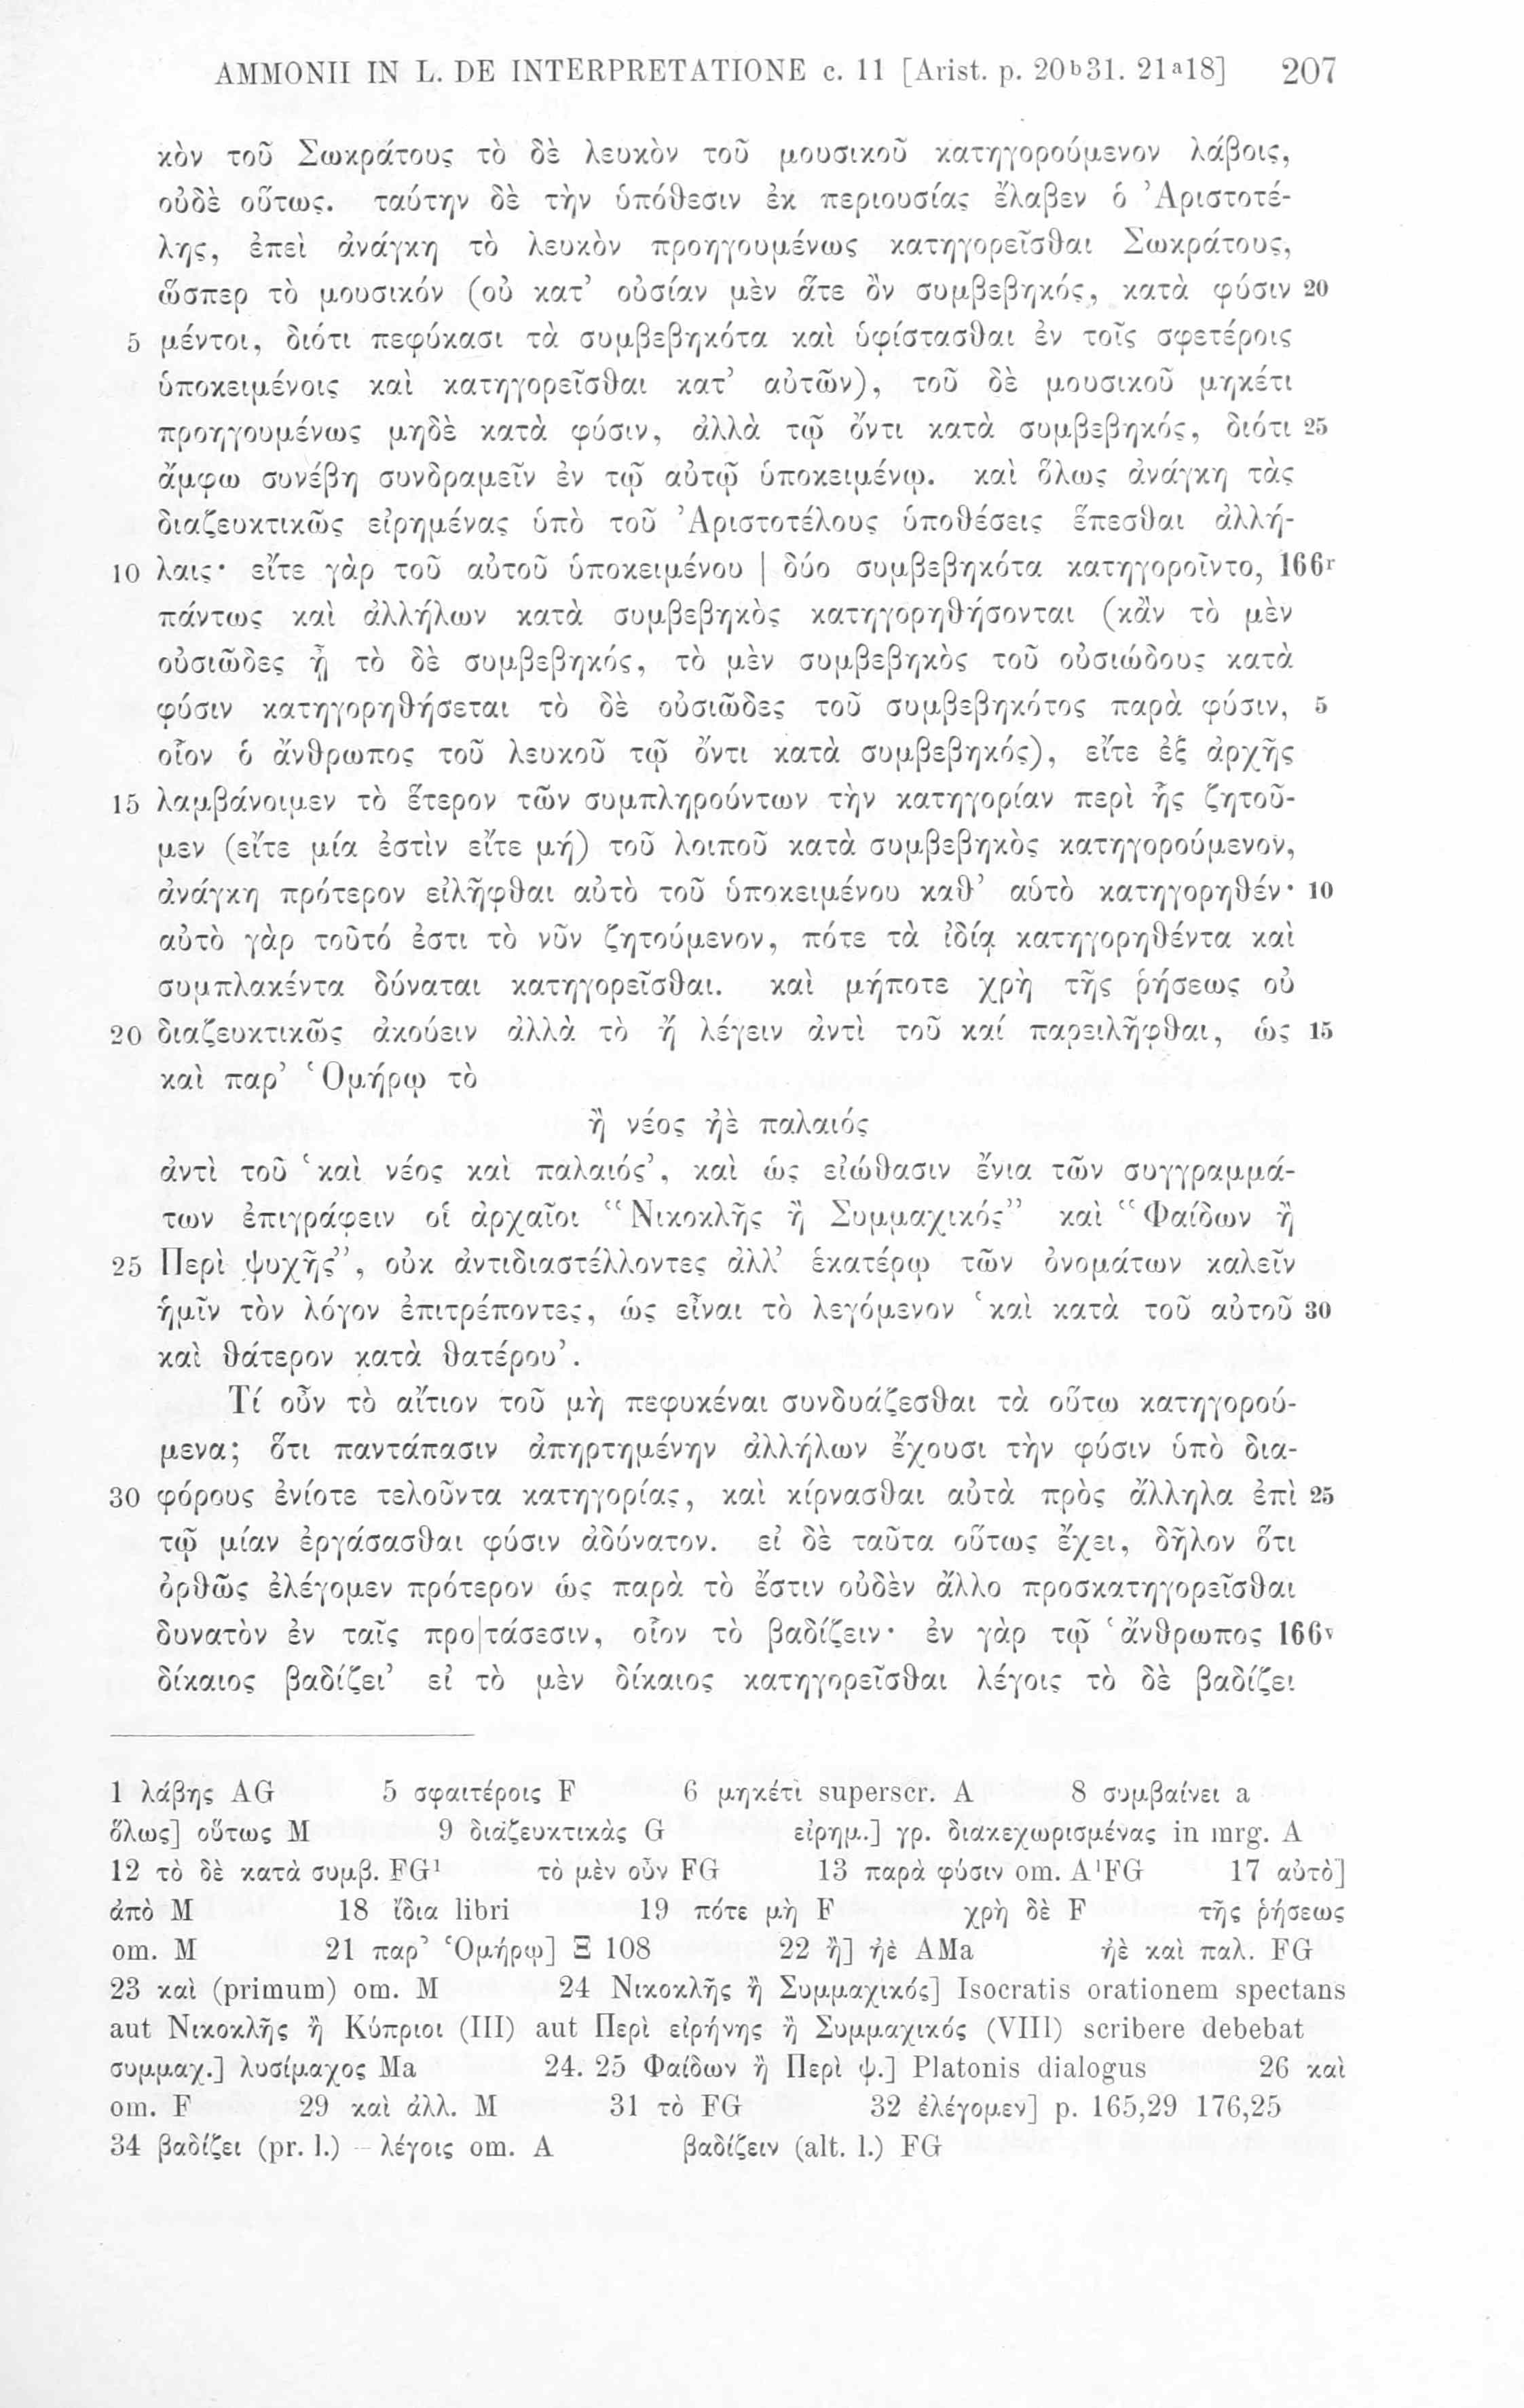 AMMONII IN L. DE INTERPRETATIONE c. 11 [Arist. p. 20ᵇ31. 21ᵃ18] 207
κὸν τοῦ Σωκράτους τὸ δὲ λευκὸν τοῦ μουσικοῦ κατηγορούμενον λάβοις,
οὐδὲ οὕτως. ταύτην δὲ τὴν ὑπόθεσιν ἐκ περιουσίας ἔλαβεν ὁ Ἀριστοτέ-
λης, ἐπεὶ ἀνάγκη τὸ λευκὸν προηγουμένως κατηγορεῖσθαι Σωκράτους,
ὥσπερ τὸ μουσικόν (οὐ κατ' οὐσίαν μὲν ἅτε ὂν συμβεβηκός, κατὰ φύσιν 20
5 μέντοι, διότι πεφύκασι τὰ συμβεβηκότα καὶ ὑφίστασθαι ἐν τοῖς σφετέροις
ὑποκειμένοις καὶ κατηγορεῖσθαι κατ' αὐτῶν), τοῦ δὲ μουσικοῦ μηκέτι
προηγουμένως μηδὲ κατὰ φύσιν, ἀλλὰ τῷ ὄντι κατὰ συμβεβηκός, διότι 25
ἄμφω συνέβη συνδραμεῖν ἐν τῷ αὐτῷ ὑποκειμένῳ. καὶ ὅλως ἀνάγκη τὰς
διαζευκτικῶς εἰρημένας ὑπὸ τοῦ Ἀριστοτέλους ὑποθέσεις ἕπεσθαι ἀλλή-
10 λαις· εἴτε γὰρ τοῦ αὐτοῦ ὑποκειμένου | δύο συμβεβηκότα κατηγοροῖντο, 166ʳ
πάντως καὶ ἀλλήλων κατὰ συμβεβηκὸς κατηγορηθήσονται (κἂν τὸ μὲν
οὐσιῶδες ᾖ τὸ δὲ συμβεβηκός, τὸ μὲν συμβεβηκὸς τοῦ οὐσιώδους κατὰ
φύσιν κατηγορηθήσεται τὸ δὲ οὐσιῶδες τοῦ συμβεβηκότος παρὰ φύσιν, 5
οἷον ὁ ἄνθρωπος τοῦ λευκοῦ τῷ ὄντι κατὰ συμβεβηκός), εἴτε ἐξ ἀρχῆς
15 λαμβάνοιμεν τὸ ἕτερον τῶν συμπληρούντων τὴν κατηγορίαν περὶ ἧς ζητοῦ-
μεν (εἴτε μία ἐστὶν εἴτε μή) τοῦ λοιποῦ κατὰ συμβεβηκὸς κατηγορούμενον,
ἀνάγκη πρότερον εἰλῆφθαι αὐτὸ τοῦ ὑποκειμένου καθ' αὑτὸ κατηγορηθέν· 10
αὐτὸ γὰρ τοῦτό ἐστι τὸ νῦν ζητούμενον, πότε τὰ ἰδίᾳ κατηγορηθέντα καὶ
συμπλακέντα δύναται κατηγορεῖσθαι. καὶ μήποτε χρὴ τῆς ῥήσεως οὐ
20 διαζευκτικῶς ἀκούειν ἀλλὰ τὸ ἤ λέγειν ἀντὶ τοῦ καί παρειλῆφθαι, ὡς 15
καὶ παρ' Ὁμήρῳ τὸ
ἢ νέος ἠὲ παλαιός
ἀντὶ τοῦ ‘καὶ νέος καὶ παλαιός’, καὶ ὡς εἰώθασιν ἔνια τῶν συγγραμμά-
των ἐπιγράφειν οἱ ἀρχαῖοι “Νικοκλῆς ἢ Συμμαχικός” καὶ “Φαίδων ἢ
25 Περὶ ψυχῆς”, οὐκ ἀντιδιαστέλλοντες ἀλλ' ἑκατέρῳ τῶν ὀνομάτων καλεῖν
ἡμῖν τὸν λόγον ἐπιτρέποντες, ὡς εἶναι τὸ λεγόμενον ‘καὶ κατὰ τοῦ αὐτοῦ 30
καὶ θάτερον κατὰ θατέρου’.
Τί οὖν τὸ αἴτιον τοῦ μὴ πεφυκέναι συνδυάζεσθαι τὰ οὕτω κατηγορού-
μενα; ὅτι παντάπασιν ἀπηρτημένην ἀλλήλων ἔχουσι τὴν φύσιν ὑπὸ δια-
30 φόρους ἐνίοτε τελοῦντα κατηγορίας, καὶ κίρνασθαι αὐτὰ πρὸς ἄλληλα ἐπὶ 25
τῷ μίαν ἐργάσασθαι φύσιν ἀδύνατον. εἰ δὲ ταῦτα οὕτως ἔχει, δῆλον ὅτι
ὀρθῶς ἐλέγομεν πρότερον ὡς παρὰ τὸ ἔστιν οὐδὲν ἄλλο προσκατηγορεῖσθαι
δυνατὸν ἐν ταῖς προ|τάσεσιν, οἷον τὸ βαδίζειν· ἐν γὰρ τῷ ‘ἄνθρωπος 166ᵛ
δίκαιος βαδίζει’ εἰ τὸ μὲν δίκαιος κατηγορεῖσθαι λέγοις τὸ δὲ βαδίζει
1 λάβης AG 5 σφαιτέροις F 6 μηκέτι superscr. A 8 συμβαίνει a
ὅλως] οὕτως M 9 διαζευκτικὰς G εἰρημ.] γρ. διακεχωρισμένας in mrg. A
12 τὸ δὲ κατὰ συμβ. FG¹ τὸ μὲν οὖν FG 13 παρὰ φύσιν om. A¹FG 17 αὐτὸ]
ἀπὸ M 18 ἴδια libri 19 πότε μὴ F χρὴ δὲ F τῆς ῥήσεως
om. M 21 παρ' Ὁμήρῳ] Ξ 108 22 ἢ] ἠὲ AMa ἠὲ καὶ παλ. FG
23 καὶ (primum) om. M 24 Νικοκλῆς ἢ Συμμαχικός] Isocratis orationem spectans
aut Νικοκλῆς ἢ Κύπριοι (III) aut Περὶ εἰρήνης ἢ Συμμαχικός (VIII) scribere debebat
συμμαχ.] λυσίμαχος Ma 24. 25 Φαίδων ἢ Περὶ ψ.] Platonis dialogus 26 καὶ
om. F 29 καὶ ἀλλ. M 31 τὸ FG 32 ἐλέγομεν] p. 165,29 176,25
34 βαδίζει (pr. l.) — λέγοις om. A βαδίζειν (alt. l.) FG